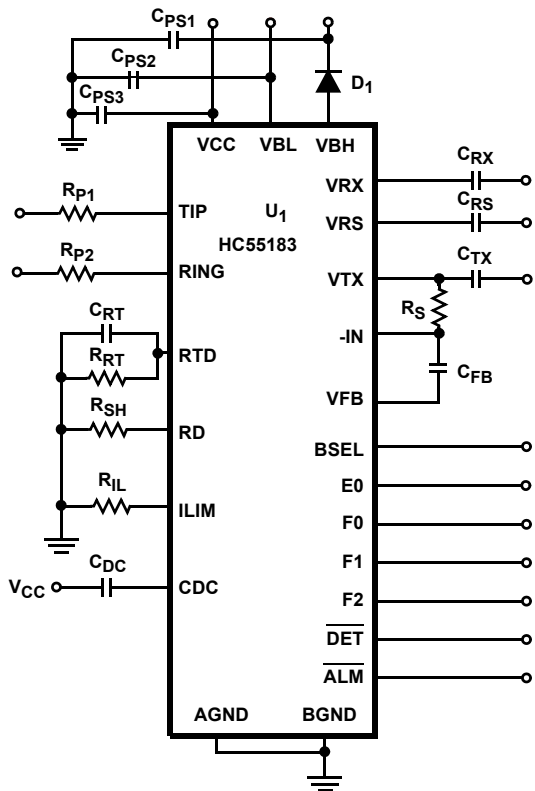 CPS1
CPS2
D1
CPS3
VCC VBL VBH
CRX
VRX
RP1
CRS
TIP U1 VRS
HC55183
RP2
CTX
RING VTX
RS
CRT
-IN
RTD
RRT
CFB
RSH
VFB
RD
BSEL
RIL
E0
ILIM
F0
CDC
F1
VCC CDC
F2
DET
ALM
AGND BGND